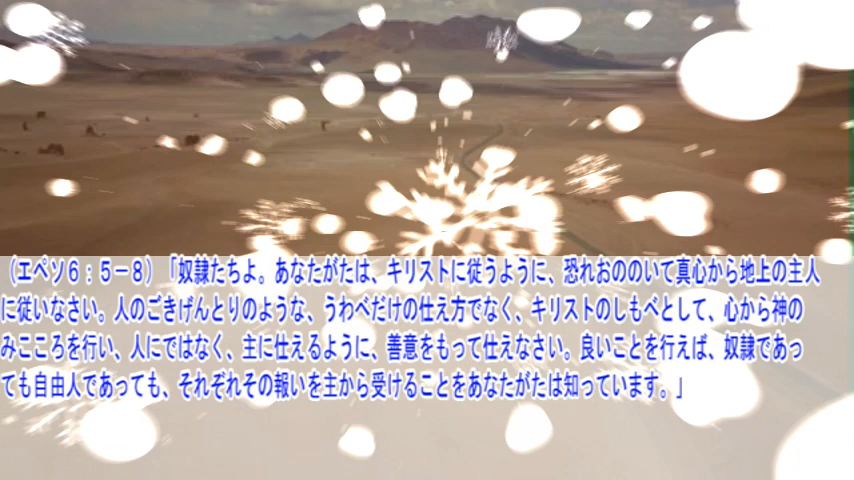 （エペソ６：５－８）「奴隷たちよ。あなたがたは、キリストに従うように、恐れおののいて真心から地上の主人
に従いなさい。人のごきげんとりのような、うわべだけの仕え方でなく、キリストのしもべとして、心から神の
みこころを行い、人にではなく、主に仕えるように、善意をもって仕えなさい。良いことを行えば、奴隷であっ
ても自由人であっても、それぞれその報いを主から受けることをあなたがたは知っています。」